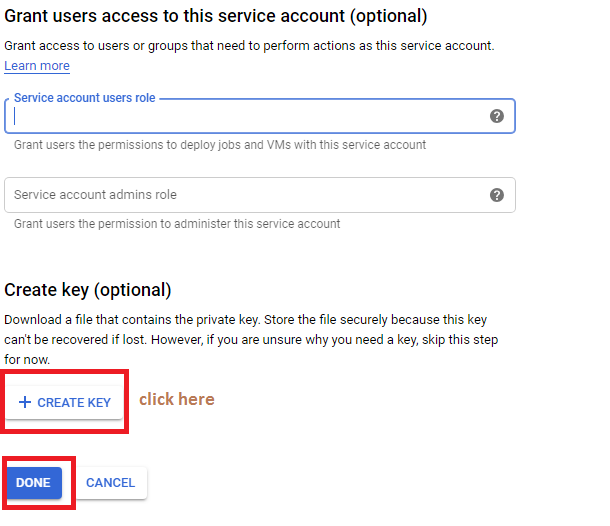 Grant users access to this service account (optional)
Grant access to users or groups that need to perform actions as this service account.
Learn more
Service account users role
?
Grant users the permissions to deploy jobs and VMs with this service account
Service account admins role
?
Grant users the permission to administer this service account
Create key (optional)
Download a file that contains the private key. Store the file securely because this key
can't be recovered if lost. However, if you are unsure why you need a key, skip this step
for now.
+ CREATE KEY click here
DONE CANCEL